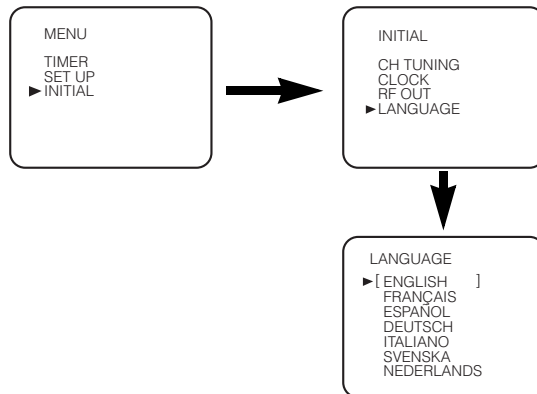 MENU
TIMER
SET UP
►INITIAL
INITIAL
CH TUNING
CLOCK
RF OUT
►LANGUAGE
LANGUAGE
►[ ENGLISH ]
FRANÇAIS
ESPAÑOL
DEUTSCH
ITALIANO
SVENSKA
NEDERLANDS